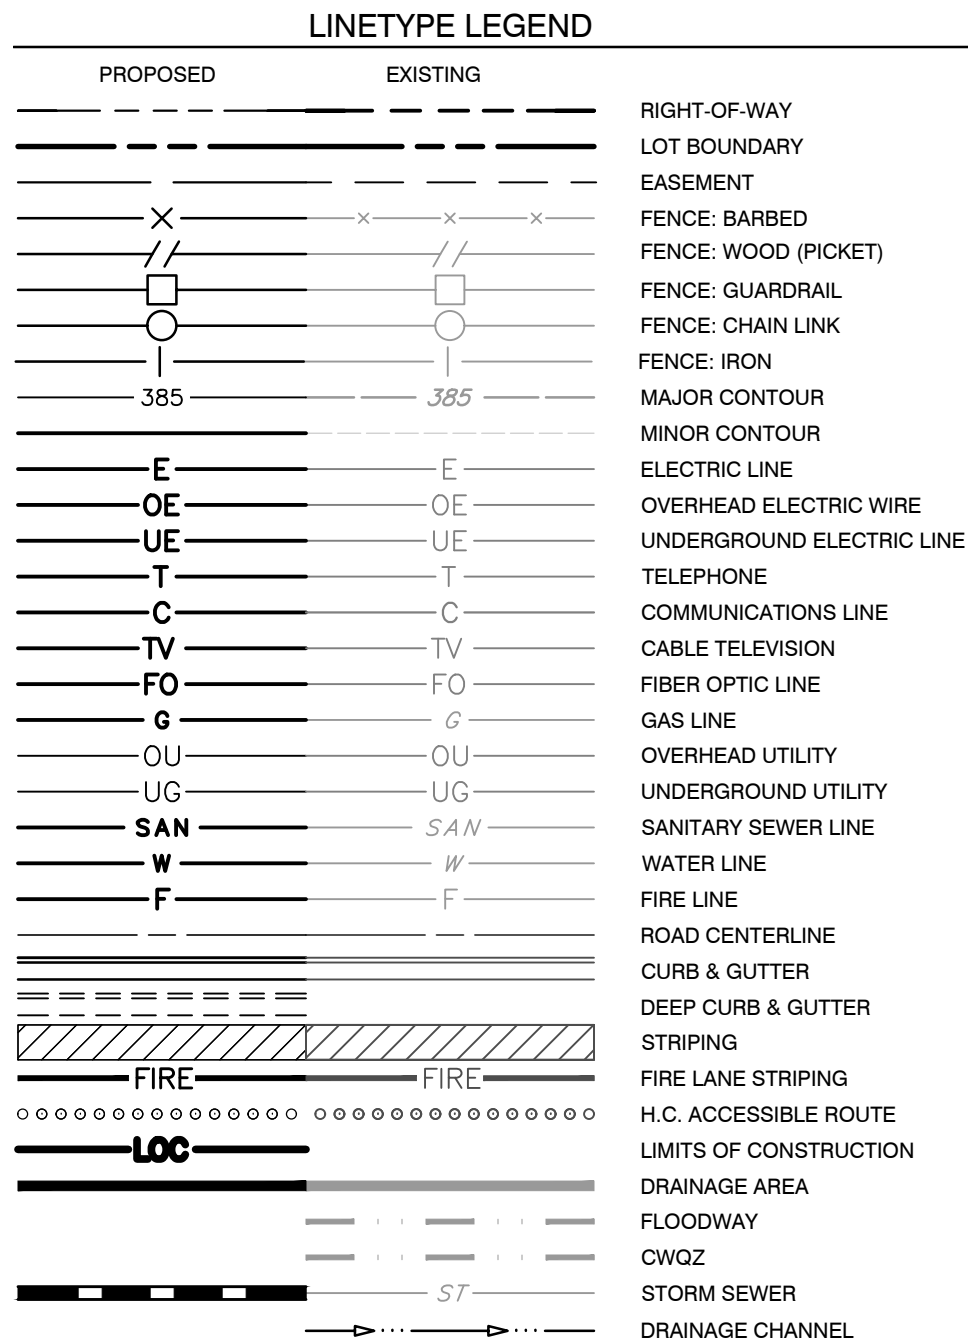 LINETYPE LEGEND
PROPOSED EXISTING
RIGHT-OF-WAY
LOT BOUNDARY
EASEMENT
FENCE: BARBED
FENCE: WOOD (PICKET)
FENCE: GUARDRAIL
FENCE: CHAIN LINK
FENCE: IRON
385 385 MAJOR CONTOUR
MINOR CONTOUR
E E ELECTRIC LINE
OE OE OVERHEAD ELECTRIC WIRE
UE UE UNDERGROUND ELECTRIC LINE
T T TELEPHONE
C C COMMUNICATIONS LINE
TV TV CABLE TELEVISION
FO FO FIBER OPTIC LINE
G G GAS LINE
OU OU OVERHEAD UTILITY
UG UG UNDERGROUND UTILITY
SAN SAN SANITARY SEWER LINE
W W WATER LINE
F F FIRE LINE
ROAD CENTERLINE
CURB & GUTTER
DEEP CURB & GUTTER
STRIPING
FIRE FIRE FIRE LANE STRIPING
H.C. ACCESSIBLE ROUTE
LOC LIMITS OF CONSTRUCTION
DRAINAGE AREA
FLOODWAY
CWQZ
ST STORM SEWER
DRAINAGE CHANNEL